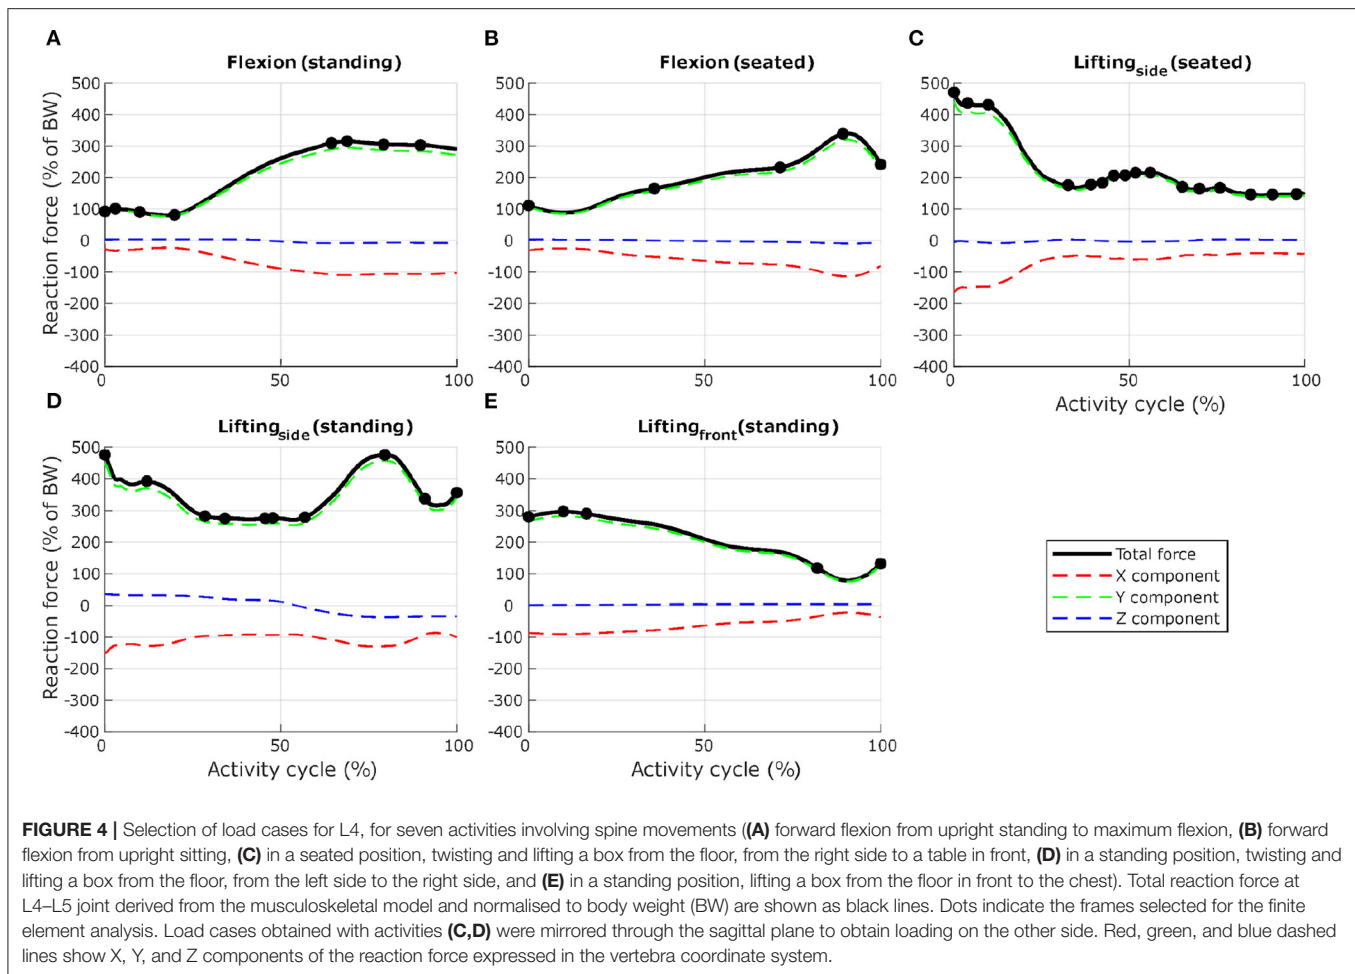 A
Flexion (standing)
500
400
300
200
100
0
-100
-200
-300
-400
Reaction force (% of BW)
0
50
100
B
Flexion (seated)
500
400
300
200
100
0
-100
-200
-300
-400
0
50
100
C
Lifting side (seated)
500
400
300
200
100
0
-100
-200
-300
-400
0
50
100
Activity cycle (%)
D
Lifting side (standing)
500
400
300
200
100
0
-100
-200
-300
-400
Reaction force (% of BW)
0
50
100
Activity cycle (%)
E
Lifting front (standing)
500
400
300
200
100
0
-100
-200
-300
-400
0
50
100
Activity cycle (%)
Total force
X component
Y component
Z component
FIGURE 4 | Selection of load cases for L4, for seven activities involving spine movements ((A) forward flexion from upright standing to maximum flexion, (B) forward
flexion from upright sitting, (C) in a seated position, twisting and lifting a box from the floor, from the right side to a table in front, (D) in a standing position, twisting and
lifting a box from the floor, from the left side to the right side, and (E) in a standing position, lifting a box from the floor in front to the chest). Total reaction force at
L4–L5 joint derived from the musculoskeletal model and normalised to body weight (BW) are shown as black lines. Dots indicate the frames selected for the finite
element analysis. Load cases obtained with activities (C,D) were mirrored through the sagittal plane to obtain loading on the other side. Red, green, and blue dashed
lines show X, Y, and Z components of the reaction force expressed in the vertebra coordinate system.